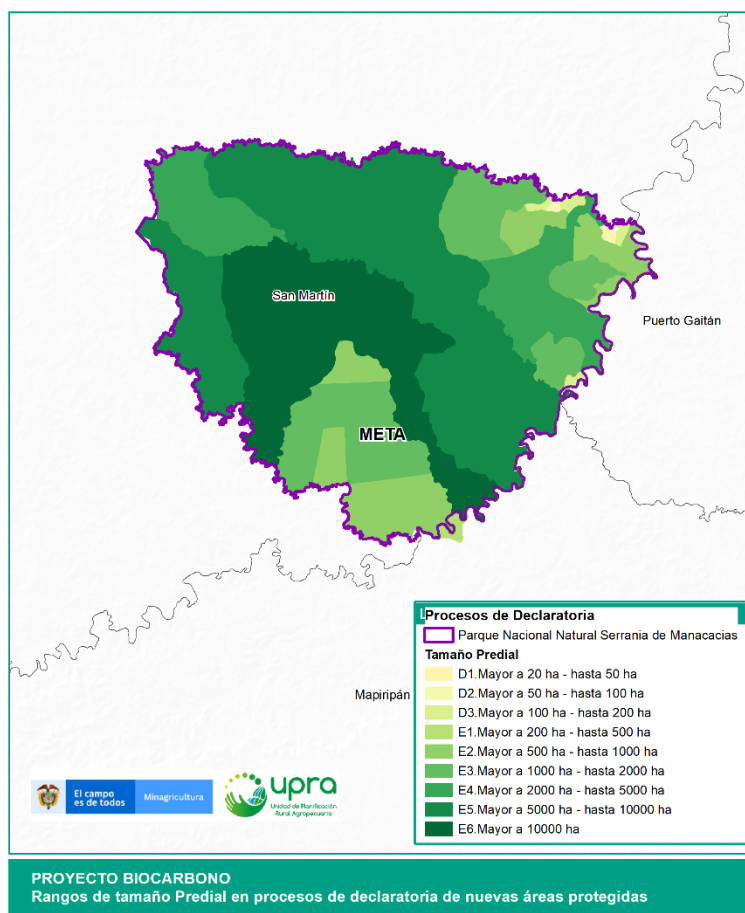 San Martín
Puerto Gaitán
META
Mapiripán
Procesos de Declaratoria
Parque Nacional Natural Serrania de Manacacias
Tamaño Predial
D1.Mayor a 20 ha - hasta 50 ha
D2.Mayor a 50 ha - hasta 100 ha
D3.Mayor a 100 ha - hasta 200 ha
E1.Mayor a 200 ha - hasta 500 ha
E2.Mayor a 500 ha - hasta 1000 ha
E3.Mayor a 1000 ha - hasta 2000 ha
E4.Mayor a 2000 ha - hasta 5000 ha
E5.Mayor a 5000 ha - hasta 10000 ha
E6.Mayor a 10000 ha
El campo
es de todos
Minagricultura
upra
Unidad de Planificación
Rural Agropecuaria
PROYECTO BIOCARBONO
Rangos de tamaño Predial en procesos de declaratoria de nuevas áreas protegidas